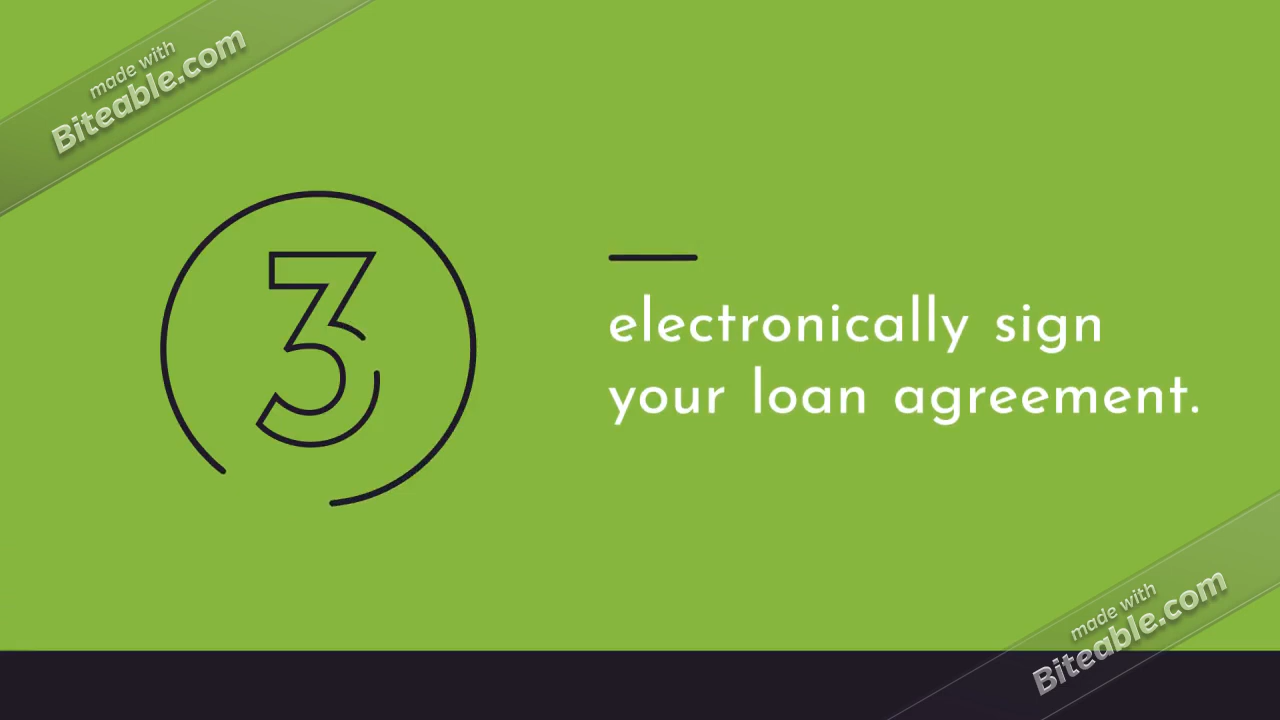 made with
Biteable.com
3
electronically sign
your loan agreement.
made with
Biteable.com